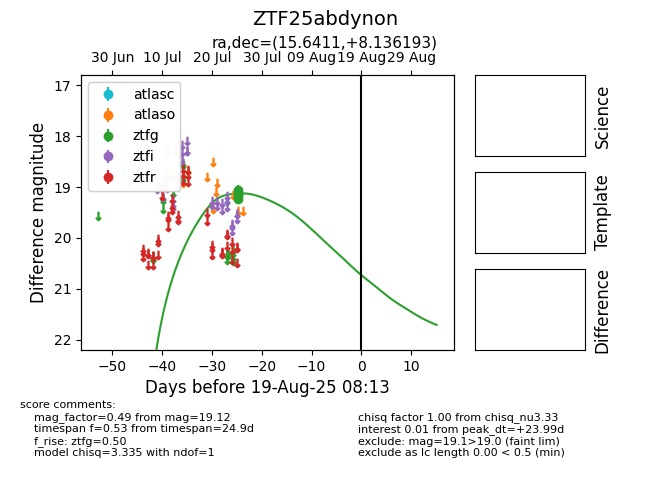 ZTF25abdynon
ra,dec=(15.6411,+8.136193)
30 Jun 10 Jul 20 Jul 30 Jul 09 Aug 19 Aug 29 Aug
atlasc
atlaso
ztfg
ztfi
ztfr
17
18
19
20
21
22
Difference magnitude
−50 −40 −30 −20 −10 0 10
Days before 19-Aug-25 08:13
Science
Template
Difference
score comments:
mag_factor=0.49 from mag=19.12
timespan f=0.53 from timespan=24.9d
f_rise: ztfg=0.50
model chisq=3.335 with ndof=1
chisq factor 1.00 from chisq_nu3.33
interest 0.01 from peak_dt=+23.99d
exclude: mag=19.1>19.0 (faint lim)
exclude as lc length 0.00 < 0.5 (min)